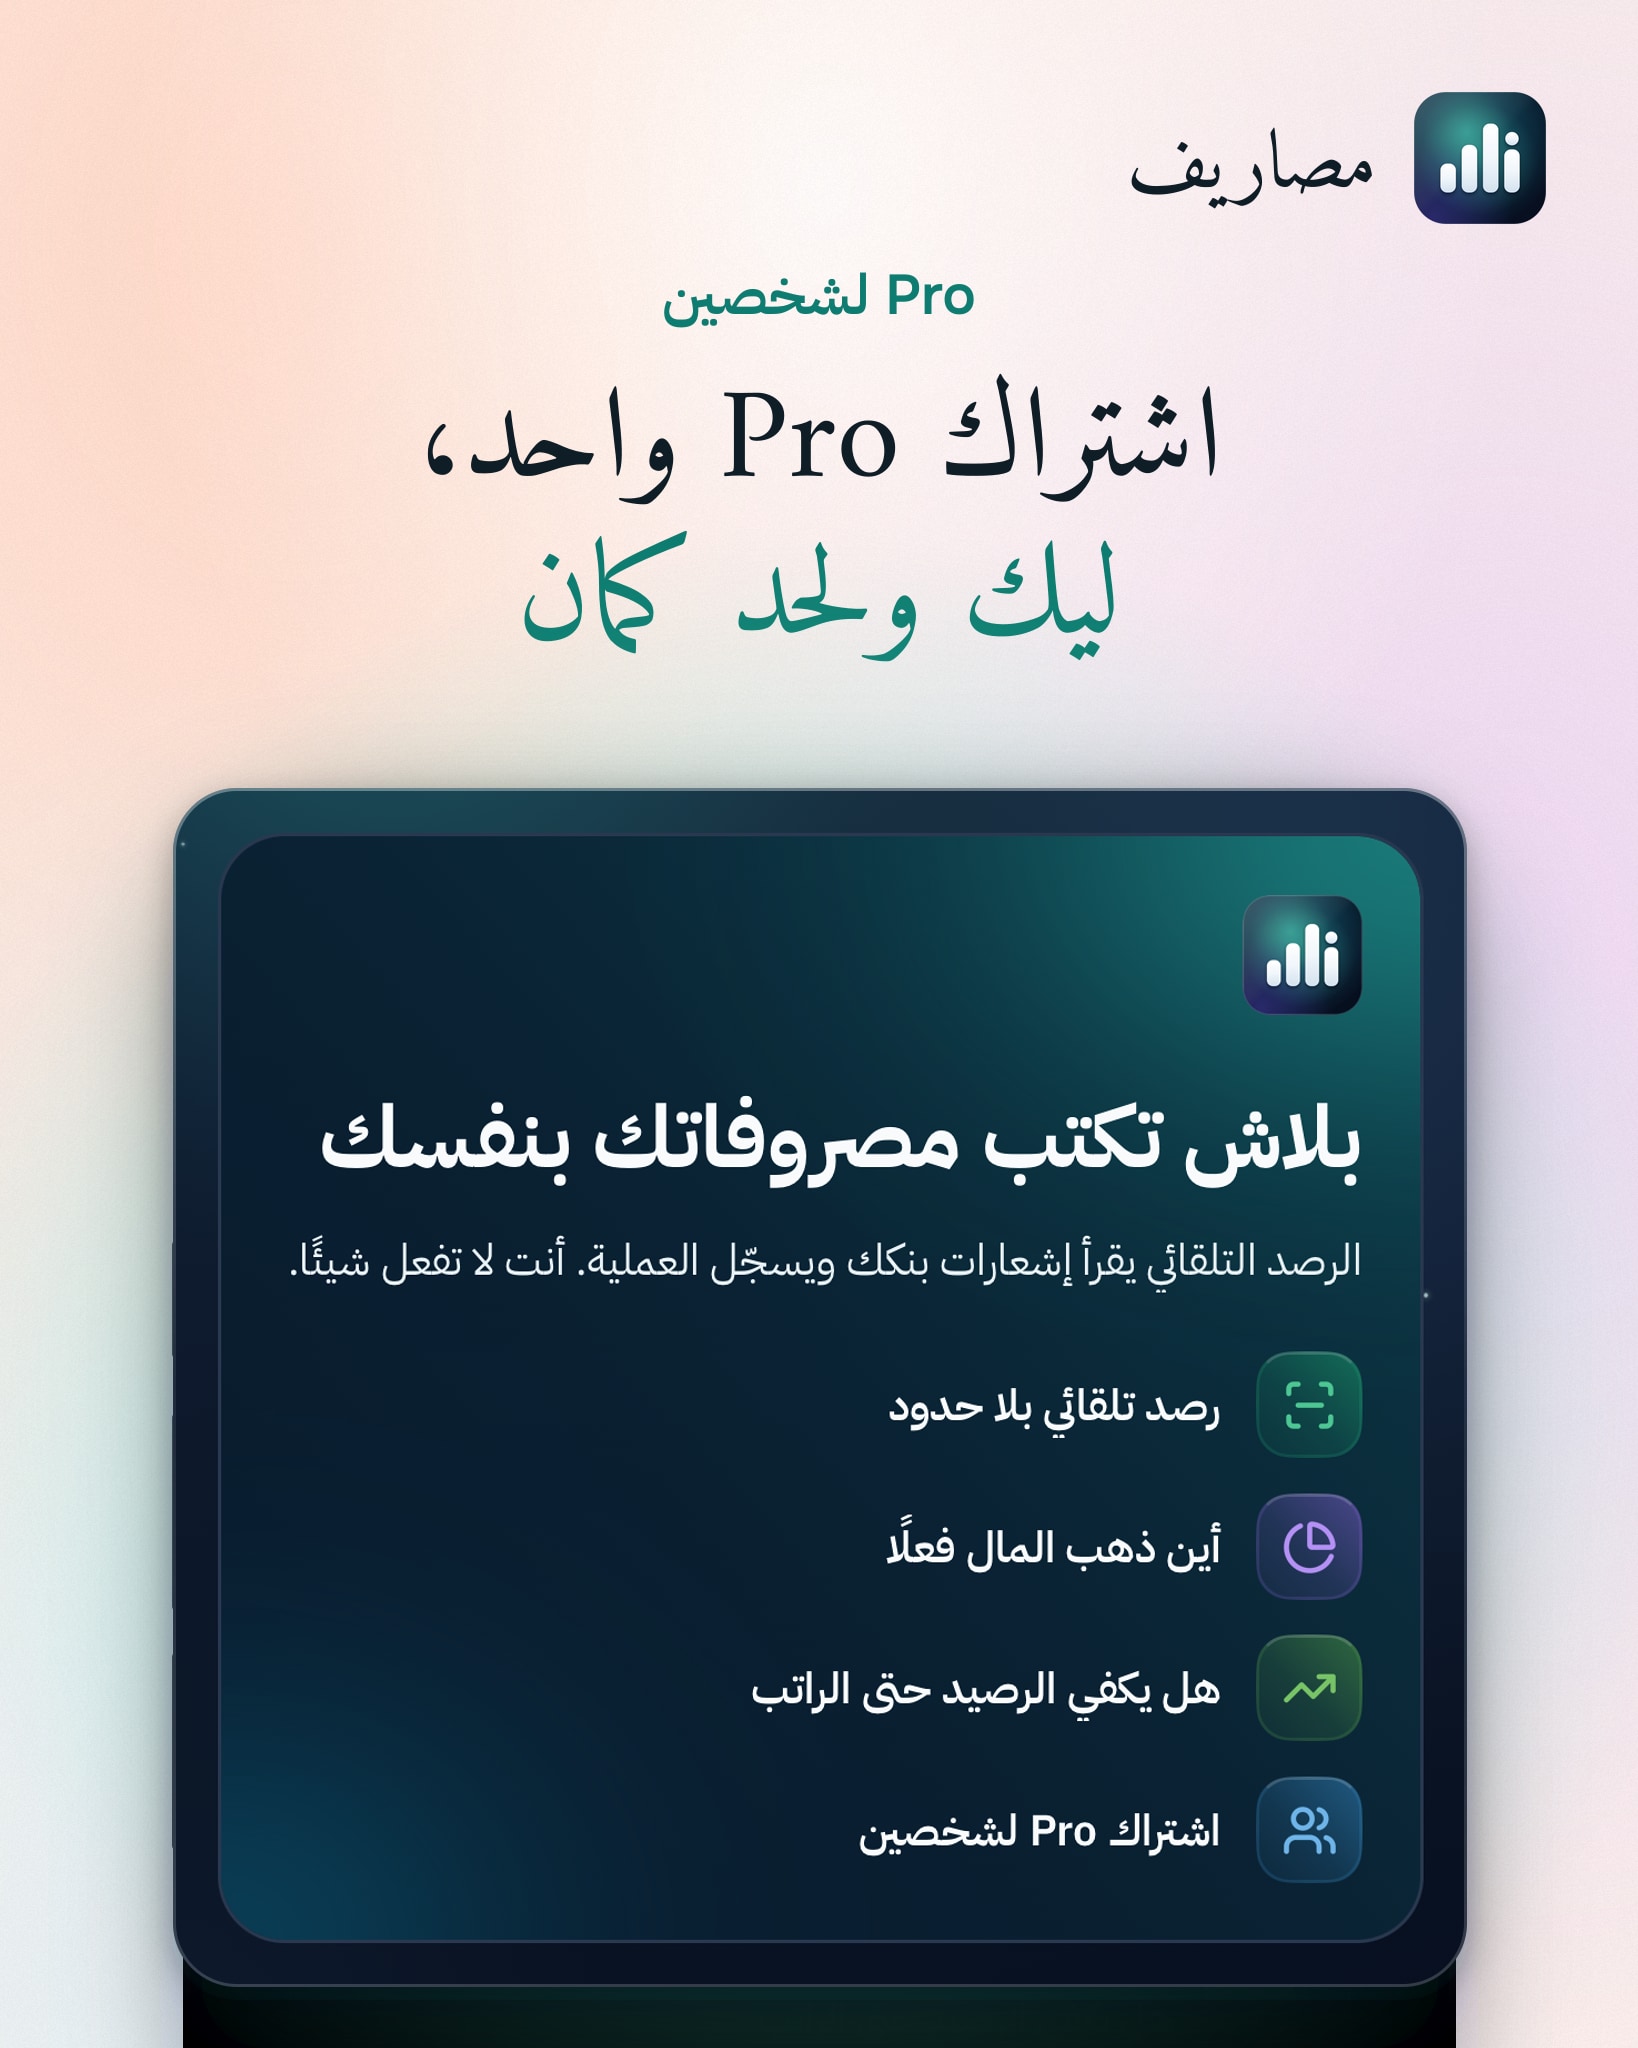 مصاريف
Pro لشخصين
اشتراك Pro واحد،
ليك ولحد كمان
بلاش تكتب مصروفاتك بنفسك
الرصد التلقائي يقرأ إشعارات بنكك ويسجّل العملية. أنت لا تفعل شيئًا.
رصد تلقائي بلا حدود
أين ذهب المال فعلًا
هل يكفي الرصيد حتى الراتب
اشتراك Pro لشخصين